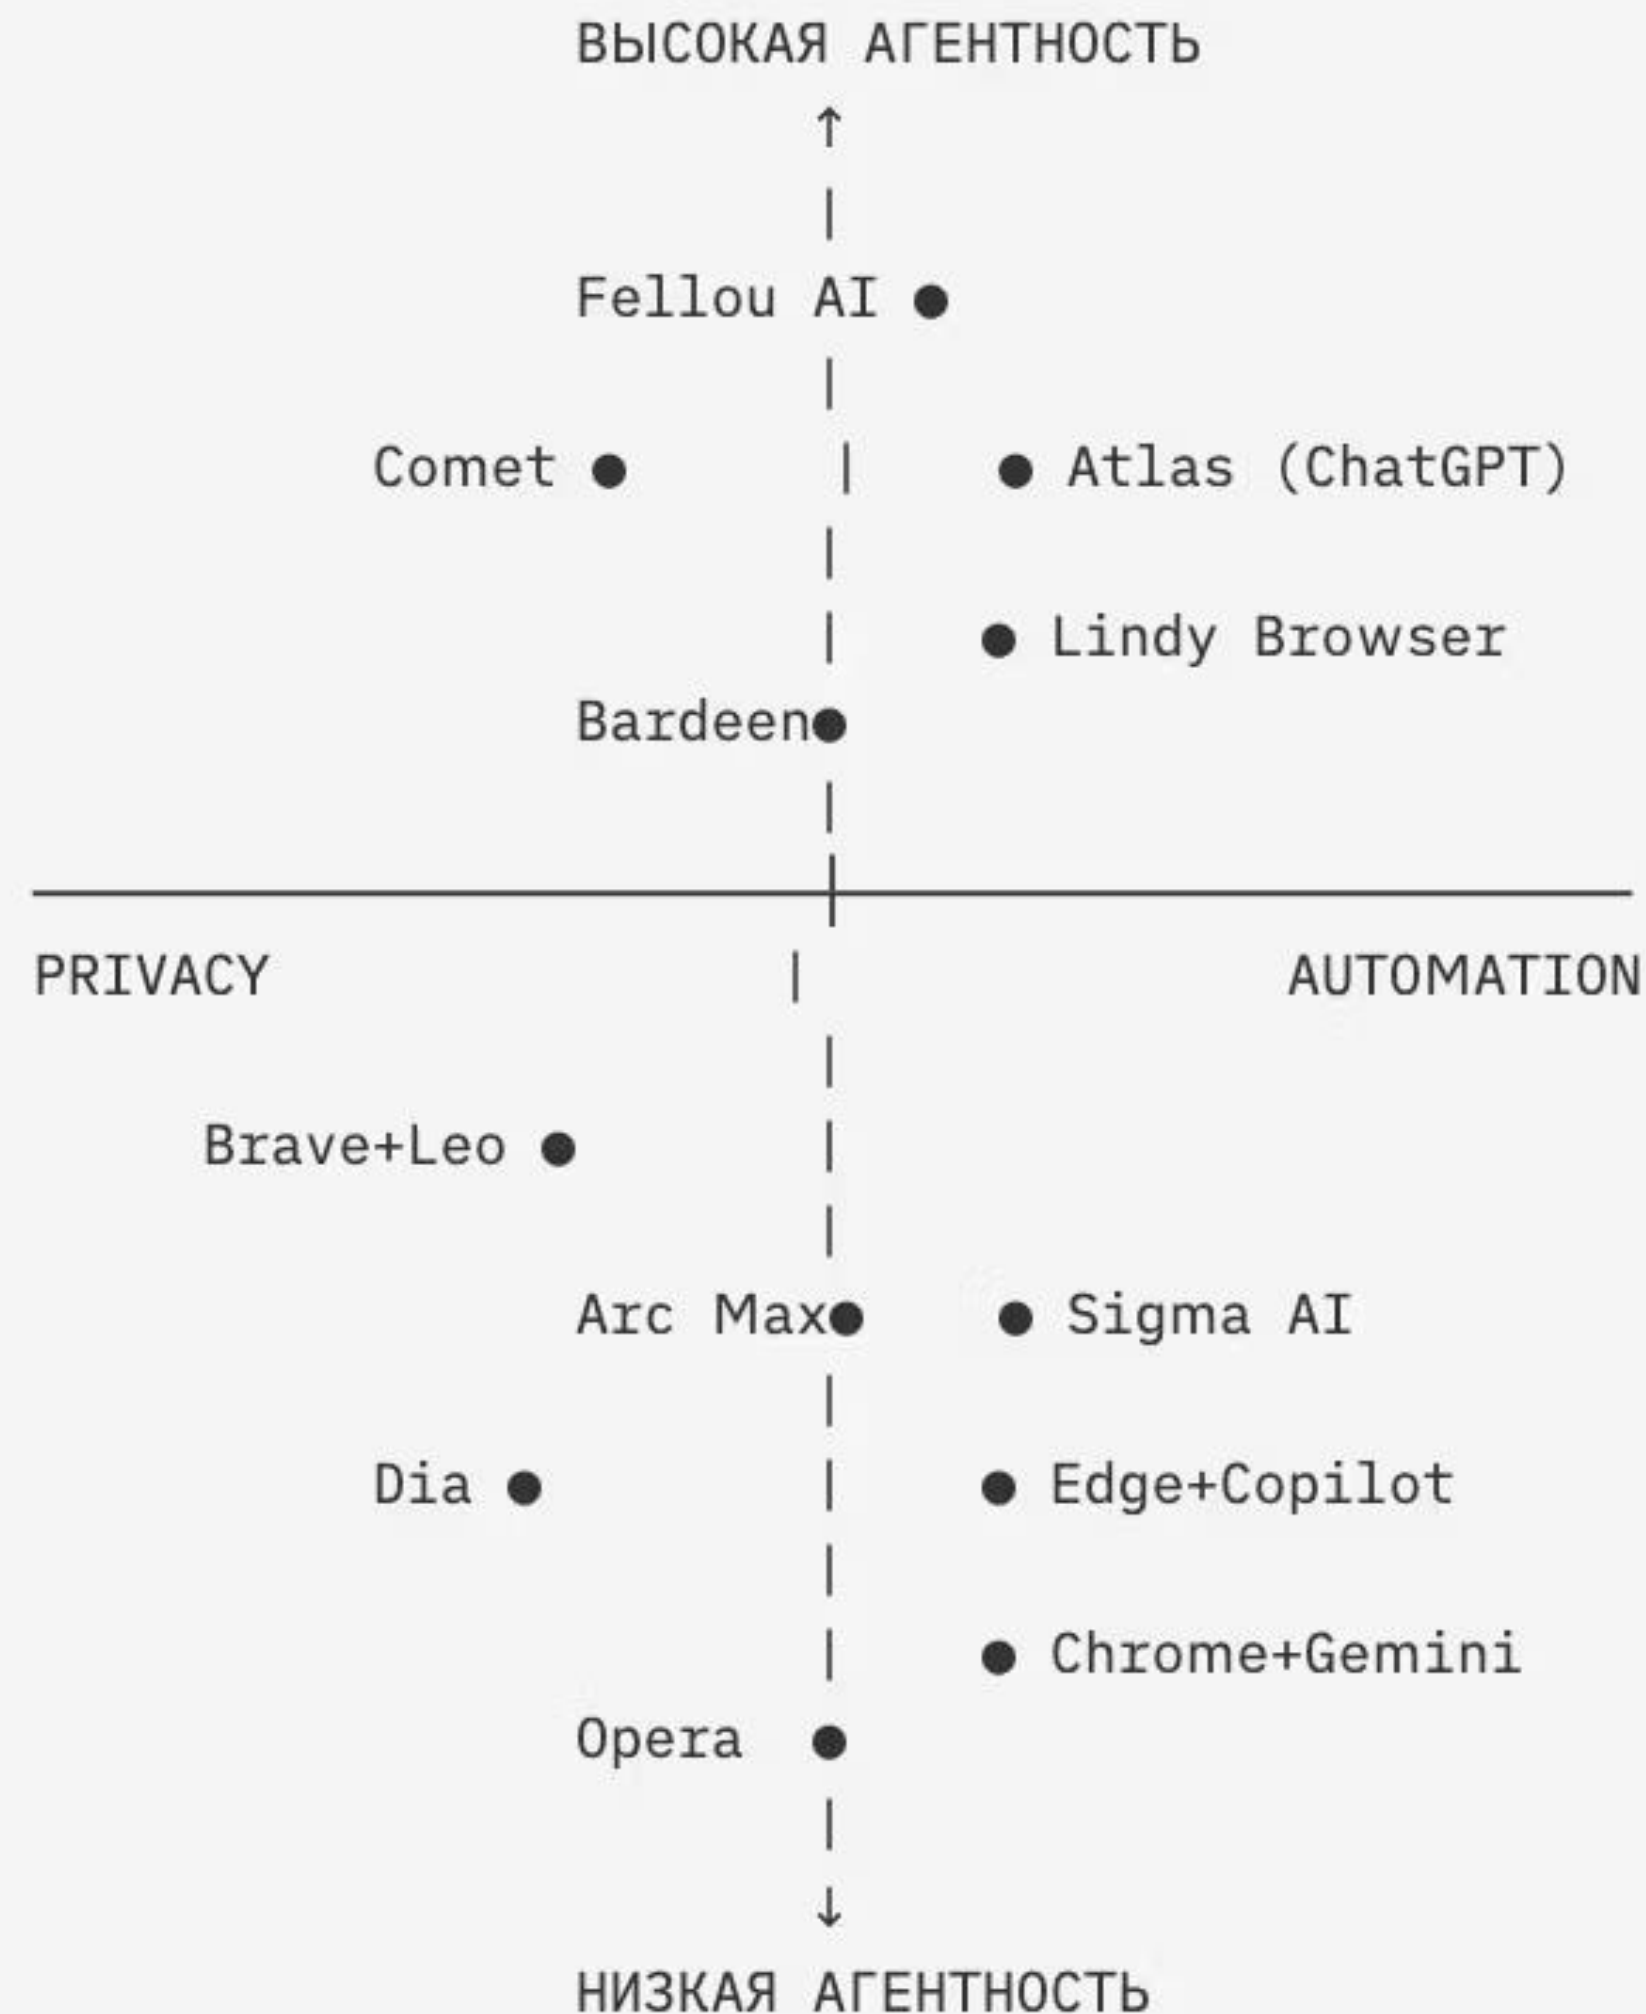 ВЫСОКАЯ АГЕНТНОСТЬ
Fellou AI
Comet
Atlas (ChatGPT)
Lindy Browser
Bardeen
PRIVACY
AUTOMATION
Brave+Leo
Arc Max
Sigma AI
Dia
Edge+Copilot
Chrome+Gemini
Opera
НИЗКАЯ АГЕНТНОСТЬ